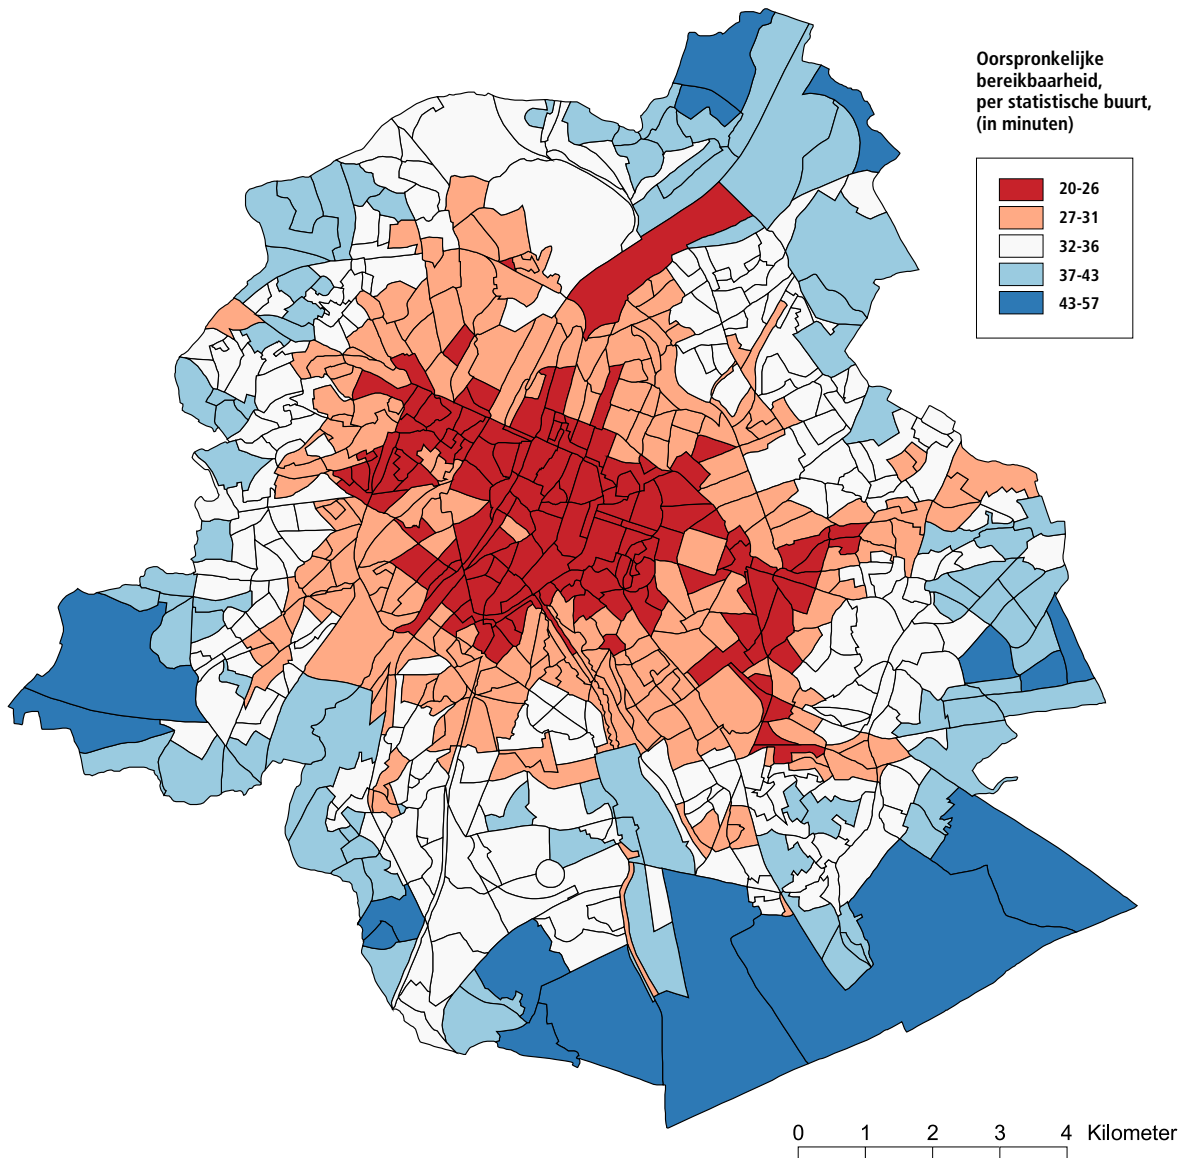 Oorspronkelijke
bereikbaarheid,
per statistische buurt,
(in minuten)
20-26
27-31
32-36
37-43
43-57
0 1 2 3 4 Kilometer